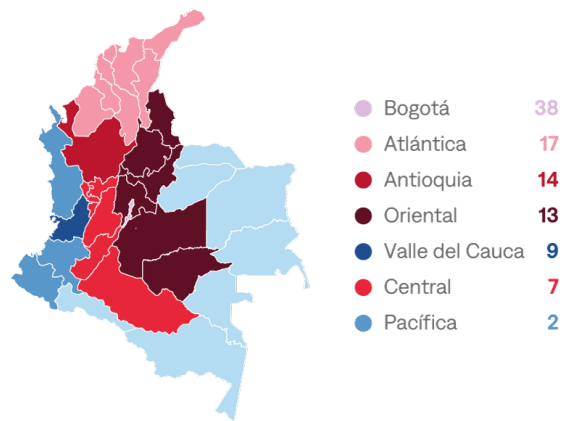 Bogotá 38
Atlántica 17
Antioquia 14
Oriental 13
Valle del Cauca 9
Central 7
Pacífica 2